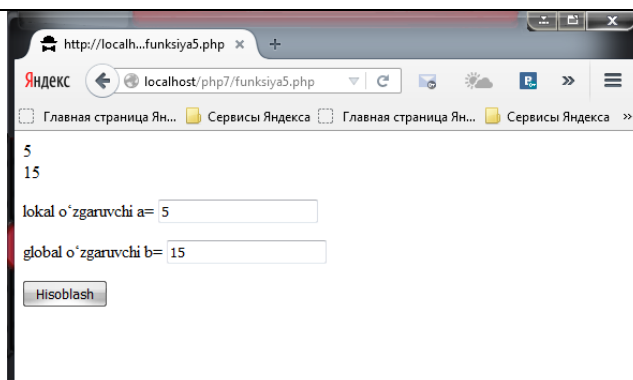 http://localh...funksiya5.php × +
Яндекс localhost/php7/funksiya5.php
Главная страница Ян... Сервисы Яндекса Главная страница Ян... Сервисы Яндекса »
5
15
lokal o‘zgaruvchi a= 5
global o‘zgaruvchi b= 15
Hisoblash